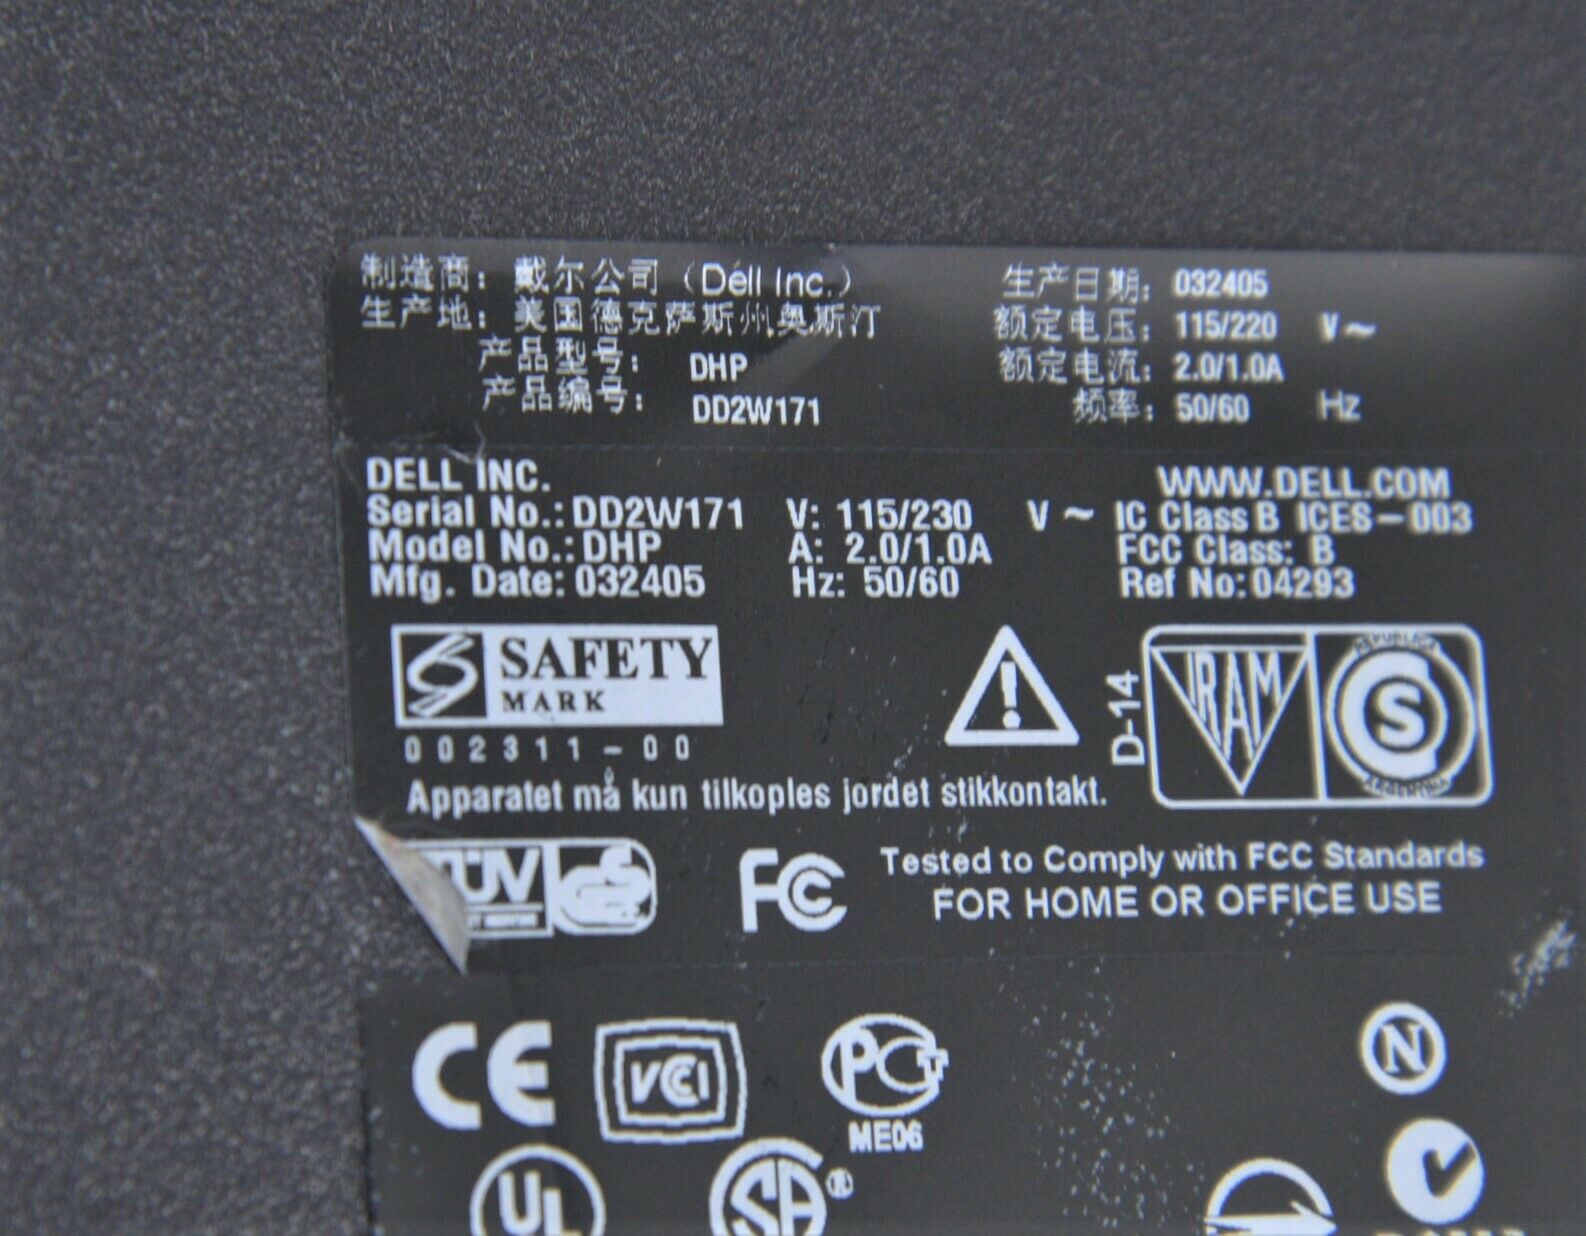 制造商：戴尔公司（Dell Inc.）
生产地：美国德克萨斯州奥斯汀
产品型号： DHP
产品编号： DD2W171
生产日期：032405
额定电压：115/220 V~
额定电流：2.0/1.0A
频率：50/60 Hz
DELL INC.
WWW.DELL.COM
Serial No.: DD2W171 V: 115/230 V ~ IC Class B ICES-003
Model No.: DHP A: 2.0/1.0A FCC Class: B
Mfg. Date: 032405 Hz: 50/60 Ref No: 04293
SAFETY
MARK
002311-00
D-14
IRAM
REPUBLICA
S
ARGENTINA
Apparatet må kun tilkoples jordet stikkontakt.
TÜV
GS
FC
Tested to Comply with FCC Standards
FOR HOME OR OFFICE USE
CE
VCCI
PCT
ME06
N
UL
SA